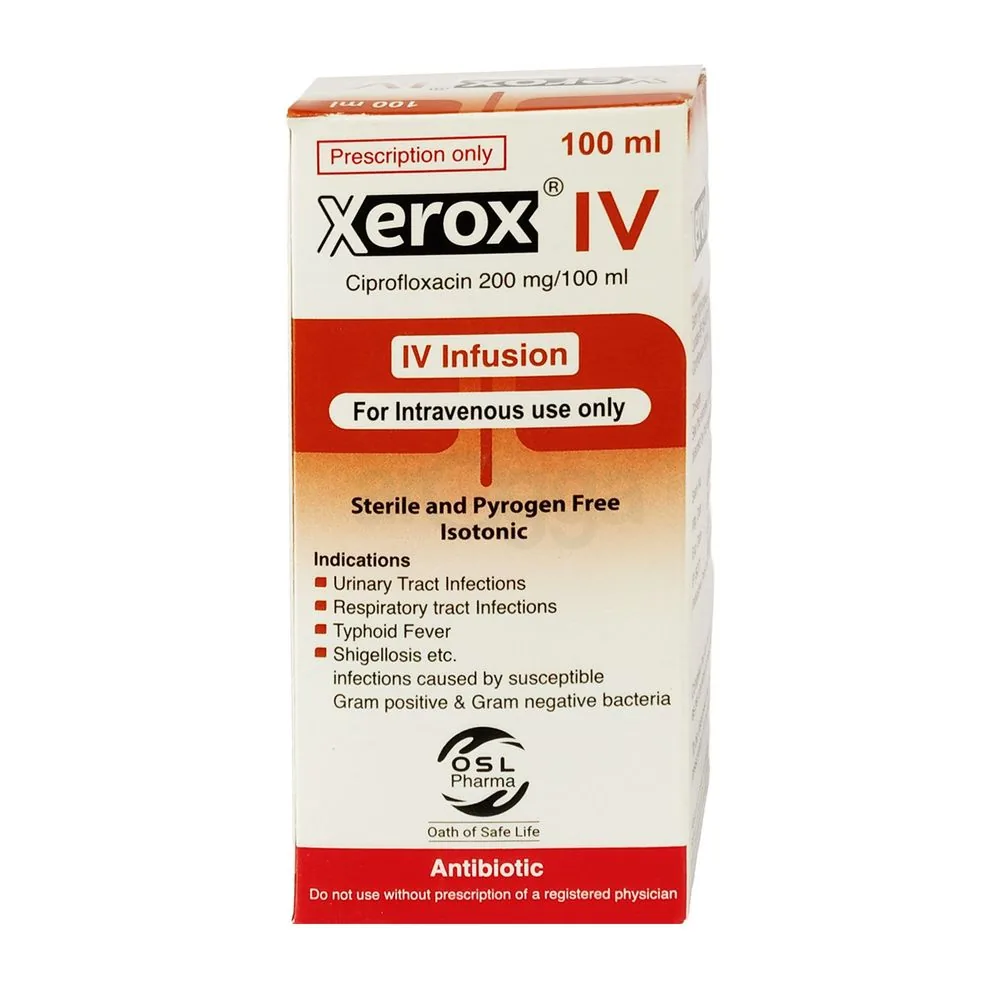 Xerox IV
100 ml
Prescription only
100 ml
Xerox® IV
Ciprofloxacin 200 mg/100 ml
IV Infusion
For Intravenous use only
Sterile and Pyrogen Free
Isotonic
Indications
Urinary Tract Infections
Respiratory tract Infections
Typhoid Fever
Shigellosis etc.
infections caused by susceptible
Gram positive & Gram negative bacteria
OSL
Pharma
Oath of Safe Life
Antibiotic
Do not use without prescription of a registered physician